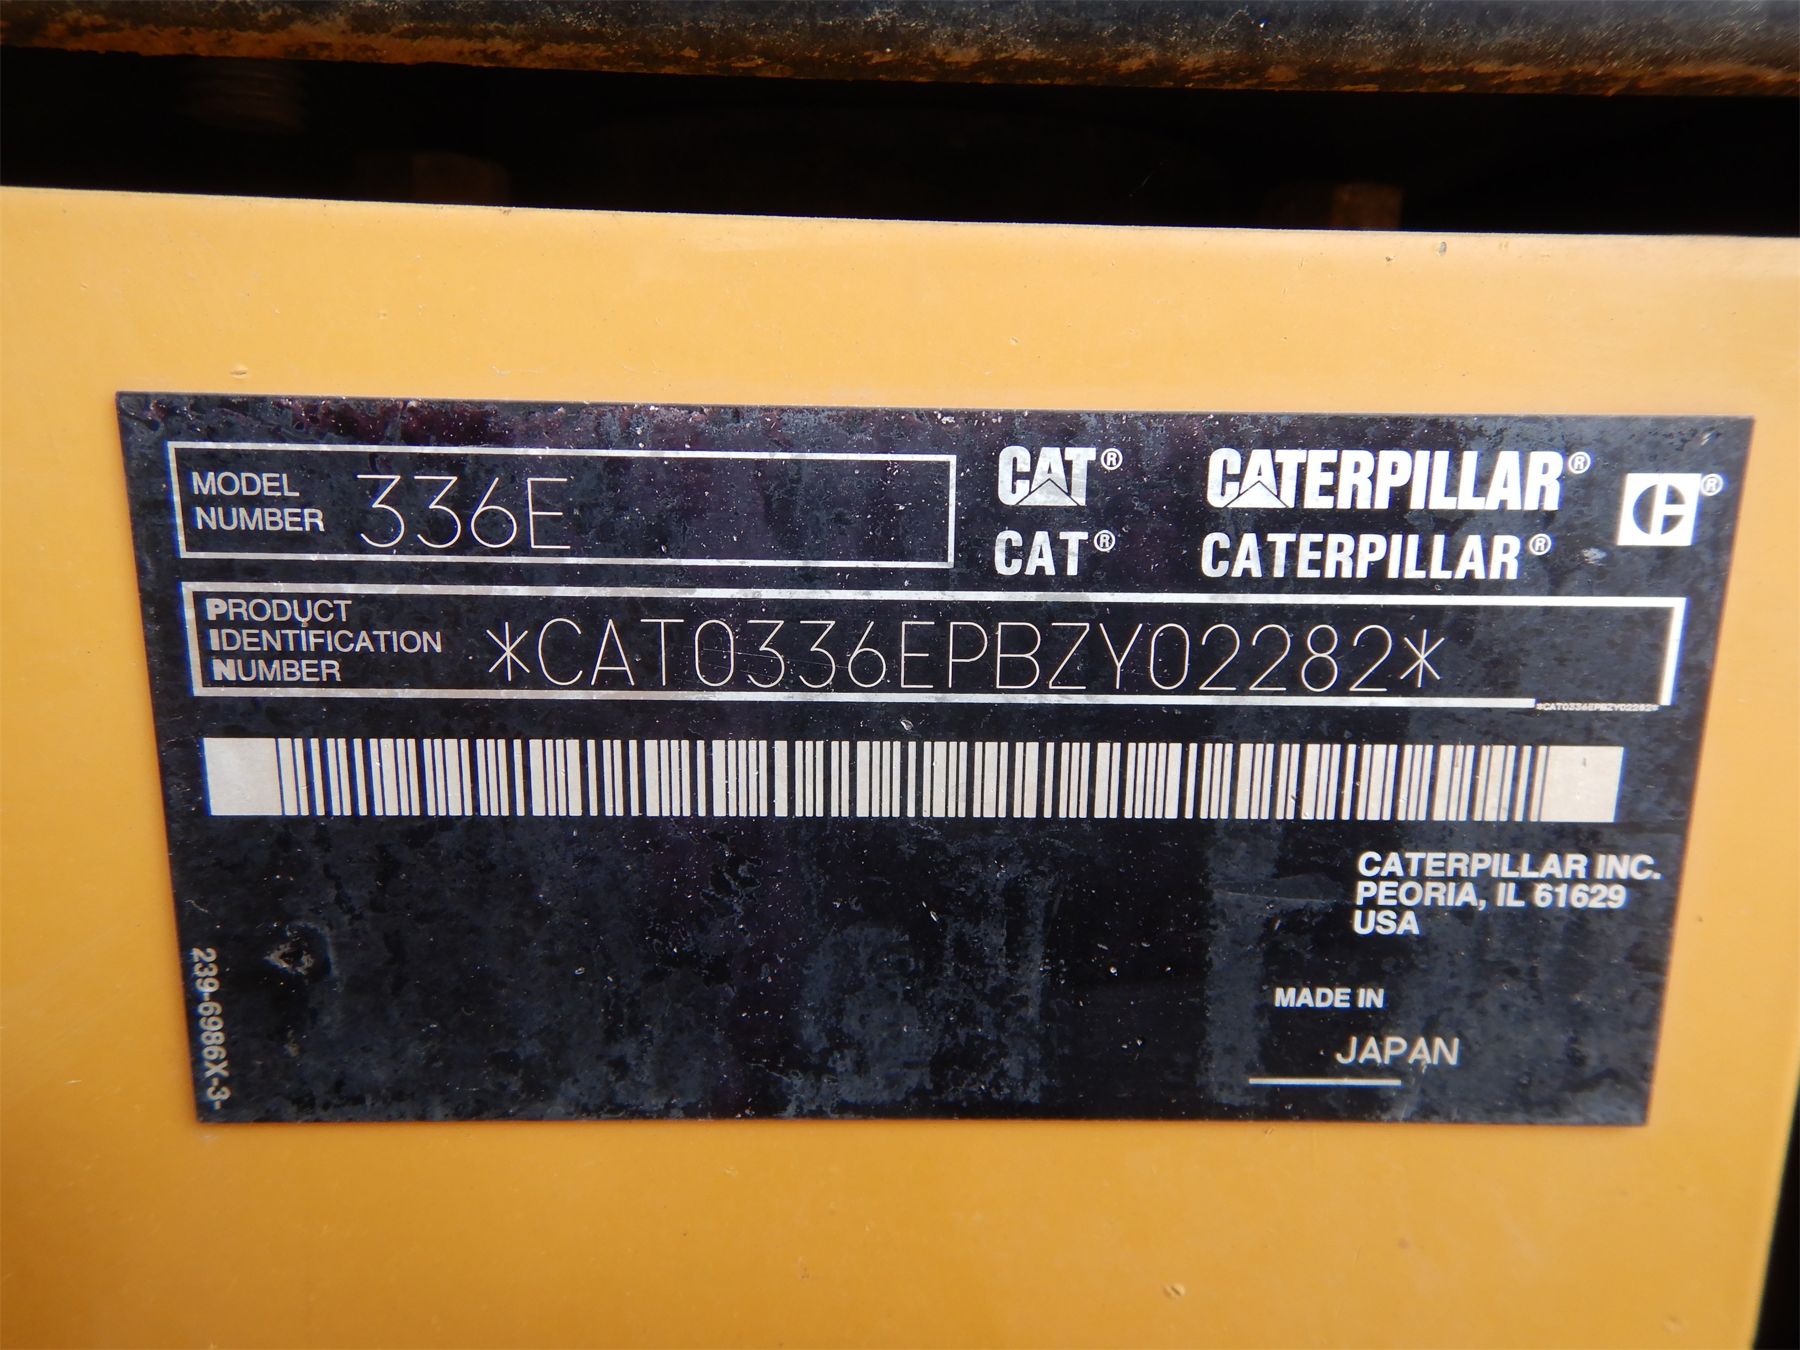 MODEL
NUMBER 336E
CAT® CATERPILLAR®
CAT® CATERPILLAR®
C®
PRODUCT
IDENTIFICATION
NUMBER *CAT0336EPBZY02282*
*CAT0336EPBZY02282*
CATERPILLAR INC.
PEORIA, IL 61629
USA
MADE IN
JAPAN
239-6986X-3-